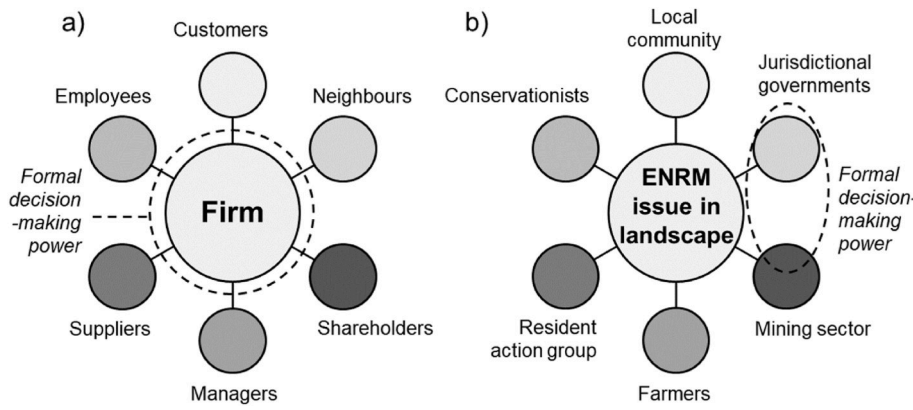 a)
Customers
Employees
Neighbours
Formal
decision
-making
power
Firm
Suppliers
Shareholders
Managers
b)
Local
community
Conservationists
Jurisdictional
governments
ENRM
issue in
landscape
Formal
decision-
making
power
Resident
action group
Mining sector
Farmers